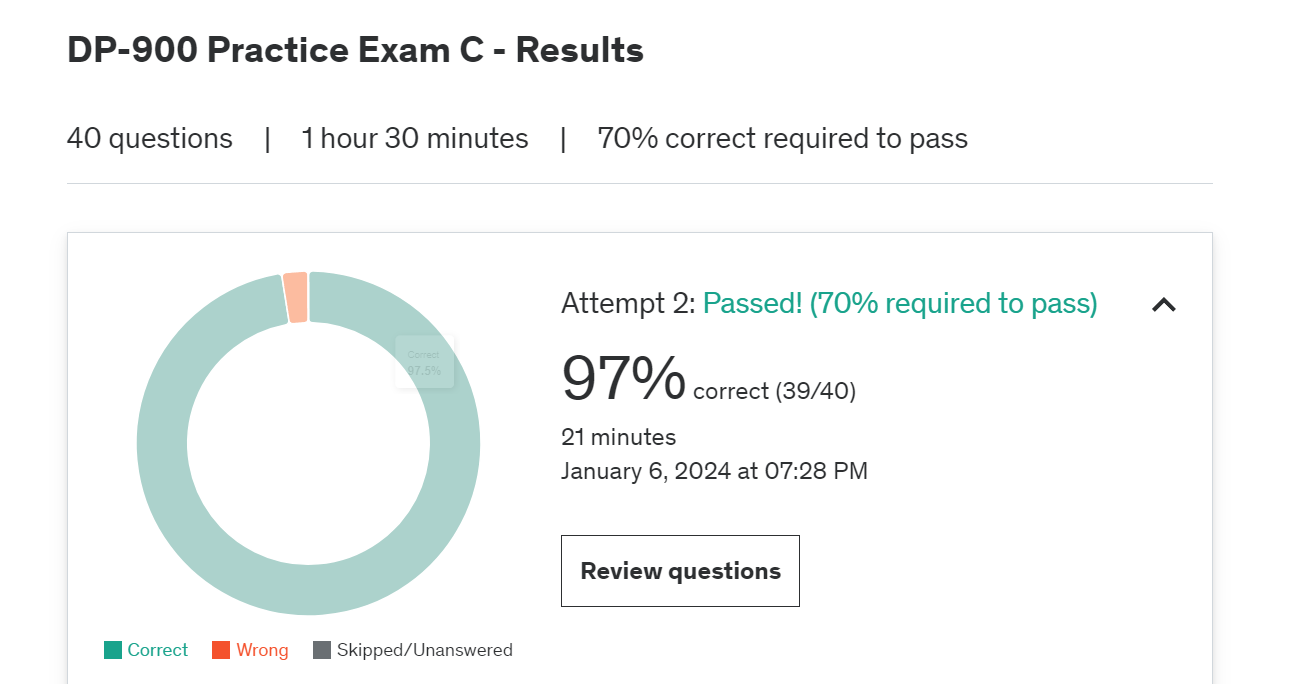 DP-900 Practice Exam C - Results
40 questions | 1 hour 30 minutes | 70% correct required to pass
Attempt 2: Passed! (70% required to pass)
97% correct (39/40)
21 minutes
January 6, 2024 at 07:28 PM
Review questions
Correct
97.5%
Correct Wrong Skipped/Unanswered